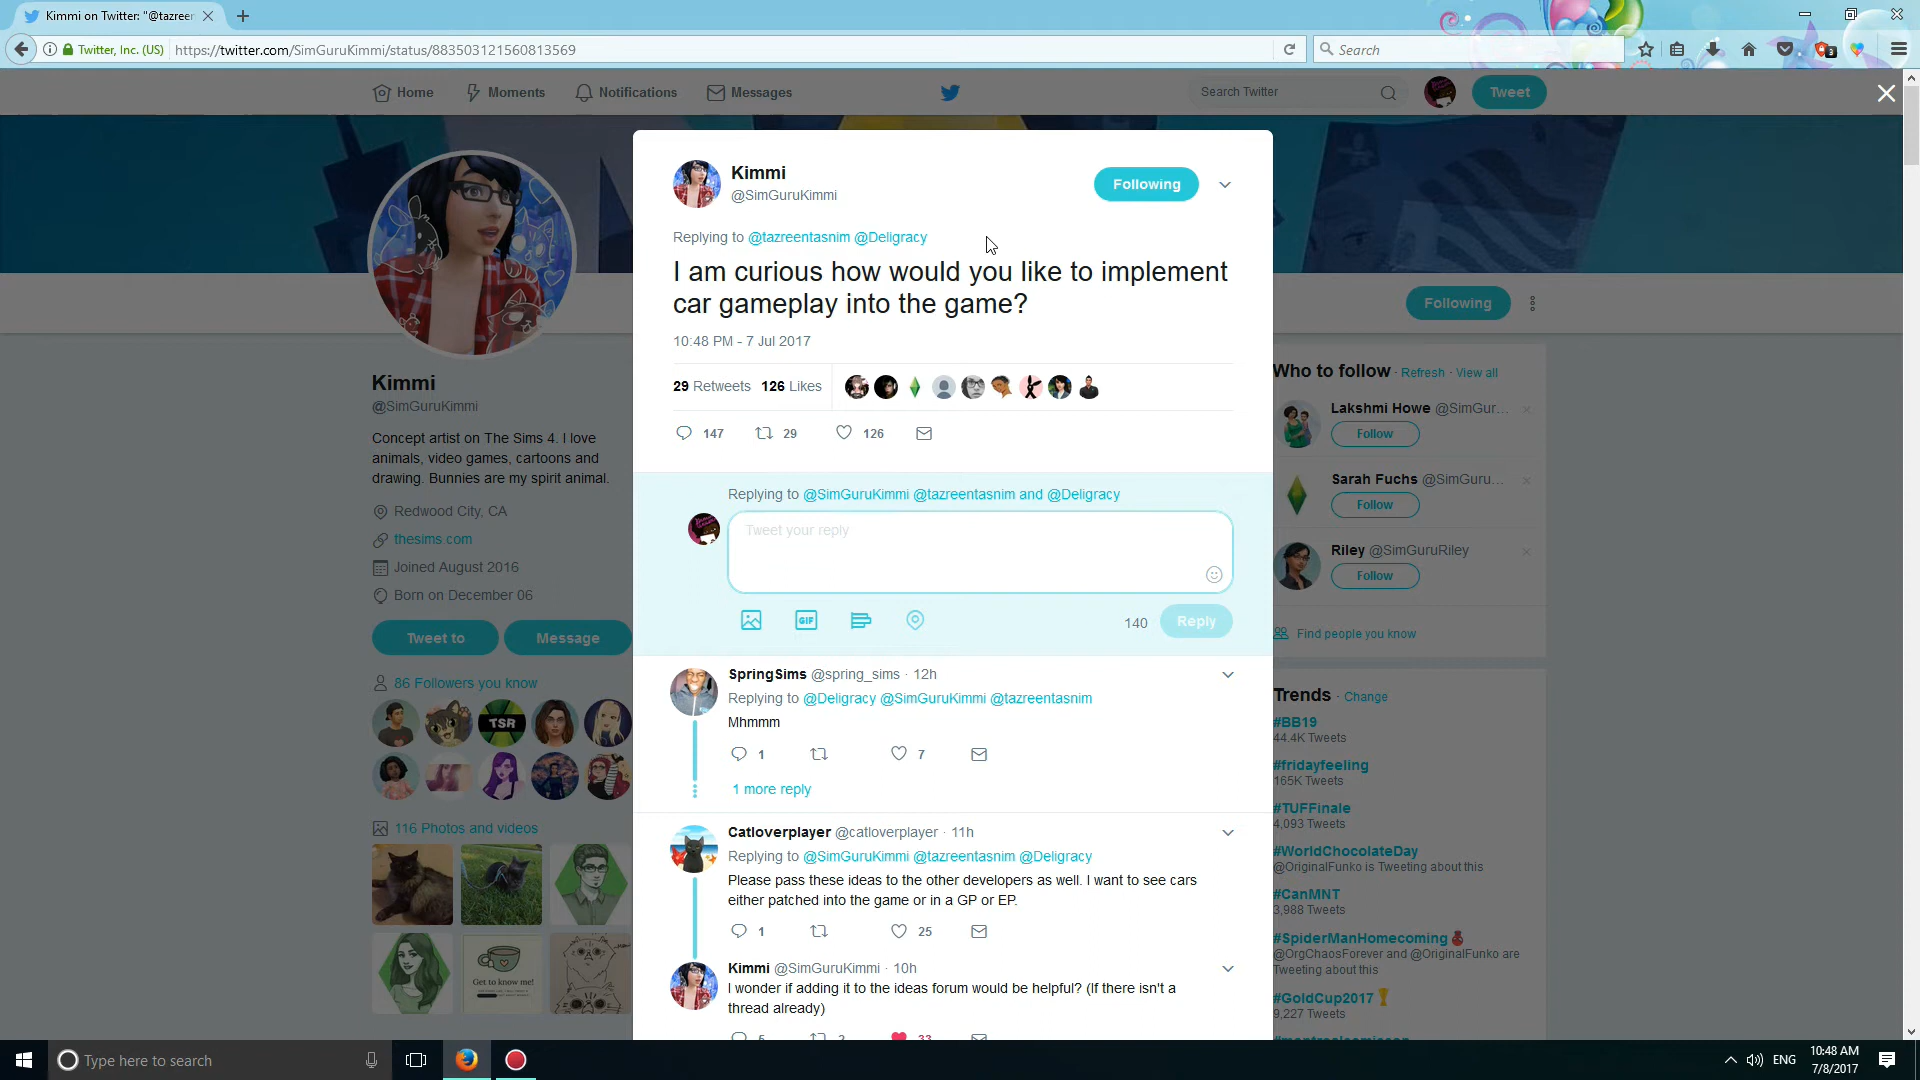 Kimmi on Twitter: "@tazreer
Twitter, Inc. (US)
https://twitter.com/SimGuruKimmi/status/883503121560813569
Search
3
Home
Moments
Notifications
Messages
Search Twitter
Tweet
Kimmi
@SimGuruKimmi
Following
Replying to @tazreentasnim @Deligracy
I am curious how would you like to implement
car gameplay into the game?
10:48 PM - 7 Jul 2017
29 Retweets 126 Likes
147 29 126
Replying to @SimGuruKimmi @tazreentasnim and @Deligracy
Tweet your reply
GIF
140
Reply
SpringSims @spring_sims · 12h
Replying to @Deligracy @SimGuruKimmi @tazreentasnim
Mhmmm
1 7
1 more reply
Catloverplayer @catloverplayer · 11h
Replying to @SimGuruKimmi @tazreentasnim @Deligracy
Please pass these ideas to the other developers as well. I want to see cars
either patched into the game or in a GP or EP.
1 25
Kimmi @SimGuruKimmi · 10h
I wonder if adding it to the ideas forum would be helpful? (If there isn't a
thread already)
5 2 33
Kimmi
@SimGuruKimmi
Concept artist on The Sims 4. I love
animals, video games, cartoons and
drawing. Bunnies are my spirit animal.
Redwood City, CA
thesims.com
Joined August 2016
Born on December 06
Tweet to
Message
86 Followers you know
TSR
116 Photos and videos
Get to know me!
Following
Who to follow · Refresh · View all
Lakshmi Howe @SimGur...
Follow
Sarah Fuchs @SimGuru...
Follow
Riley @SimGuruRiley
Follow
Find people you know
Trends · Change
#BB19
44.4K Tweets
#fridayfeeling
165K Tweets
#TUFFinale
4,093 Tweets
#WorldChocolateDay
@OriginalFunko is Tweeting about this
#CanMNT
3,988 Tweets
#SpiderManHomecoming
@OrgChaosForever and @OriginalFunko are
Tweeting about this
#GoldCup2017
9,227 Tweets
Type here to search
ENG
10:48 AM
7/8/2017